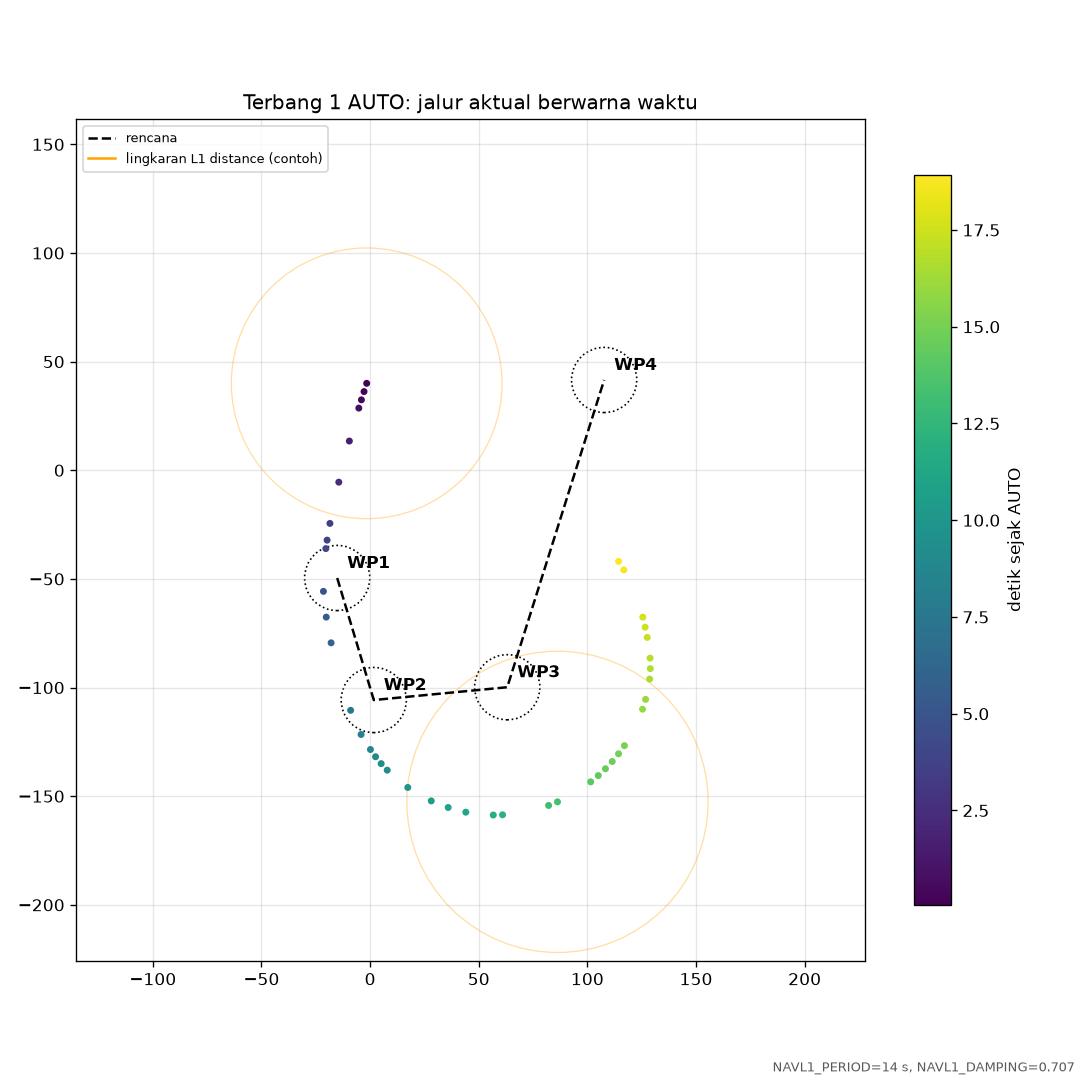 Terbang 1 AUTO: jalur aktual berwarna waktu
rencana
lingkaran L1 distance (contoh)
150
100
50
0
−50
−100
−150
−200
−100
−50
0
50
100
150
200
WP1
WP2
WP3
WP4
17.5
15.0
12.5
10.0
7.5
5.0
2.5
detik sejak AUTO
NAVL1_PERIOD=14 s, NAVL1_DAMPING=0.707